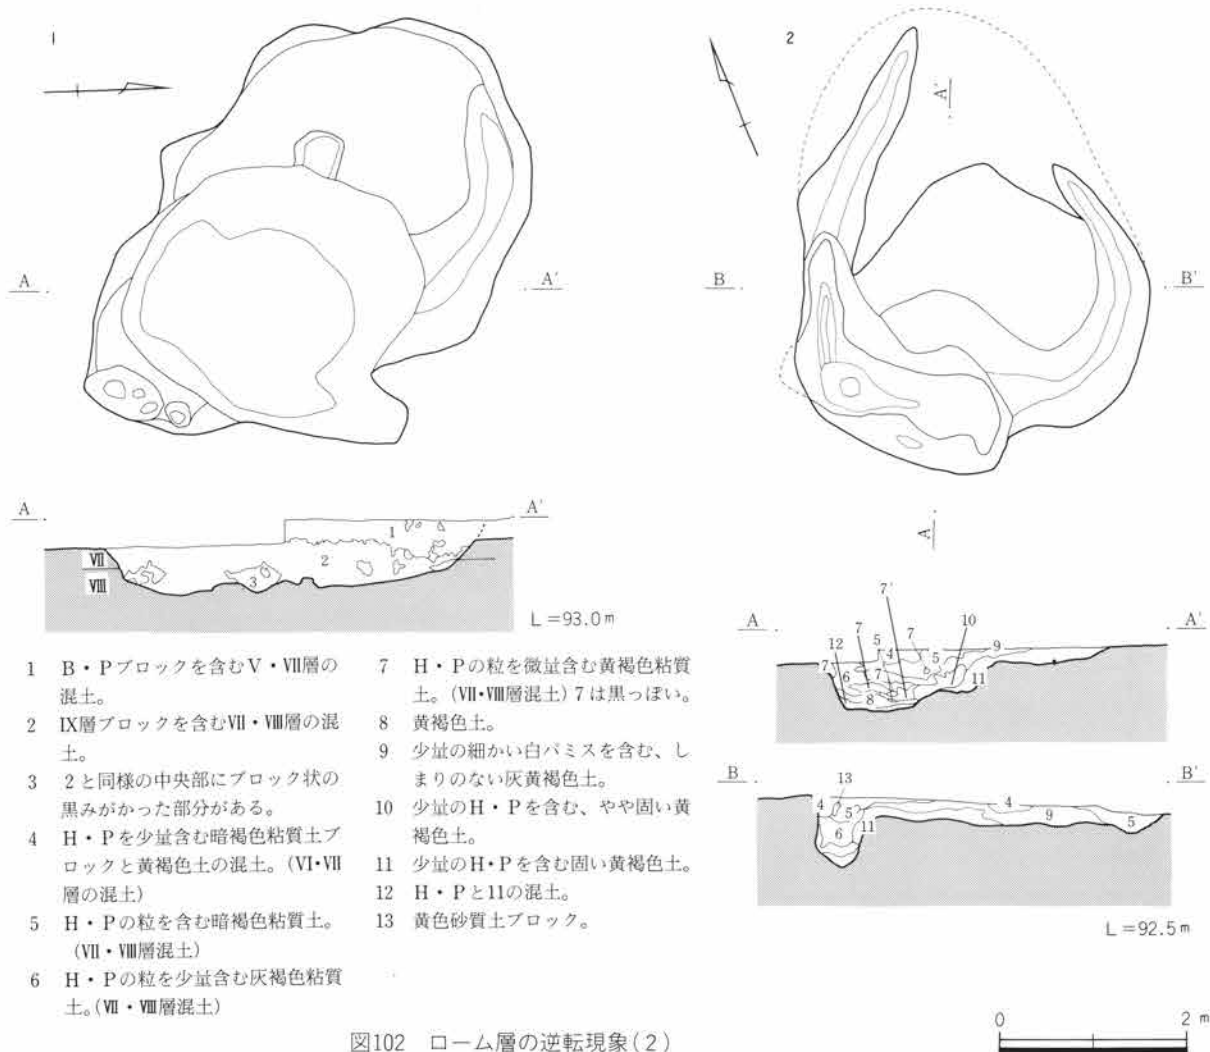 1
2
A'
A
A'
B
B'
A
A'
A
1
Ⅶ
2
Ⅷ
3
L=93.0m
7'
12 7 5 7 10
A
A'
7 4 5 9
6 7 11
8
B
13
B'
4 5 4 9 5
6 11
L=92.5m
1 B・Pブロックを含むⅤ・Ⅶ層の
混土。
2 Ⅸ層ブロックを含むⅦ・Ⅷ層の混
土。
3 2と同様の中央部にブロック状の
黒みがかった部分がある。
4 H・Pを少量含む暗褐色粘質土ブ
ロックと黄褐色土の混土。(Ⅵ・Ⅶ
層の混土)
5 H・Pの粒を含む暗褐色粘質土。
(Ⅶ・Ⅷ層混土)
6 H・Pの粒を少量含む灰褐色粘質
土。(Ⅶ・Ⅷ層混土)
7 H・Pの粒を微量含む黄褐色粘質
土。(Ⅶ・Ⅷ層混土) 7は黒っぽい。
8 黄褐色土。
9 少量の細かい白パミスを含む、し
まりのない灰黄褐色土。
10 少量のH・Pを含む、やや固い黄
褐色土。
11 少量のH・Pを含む固い黄褐色土。
12 H・Pと11の混土。
13 黄色砂質土ブロック。
0 2 m
図102 ローム層の逆転現象(2)